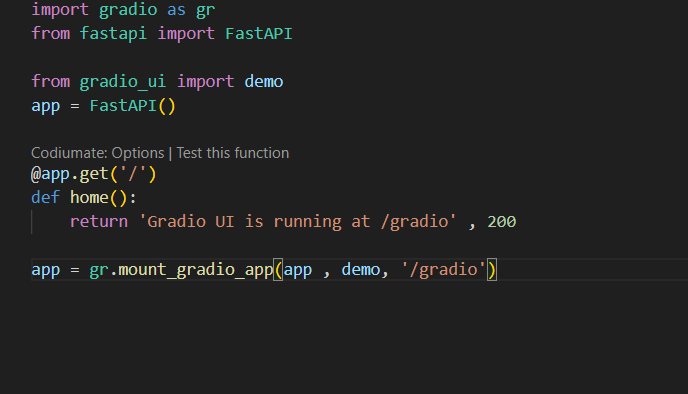 import gradio as gr
from fastapi import FastAPI
from gradio_ui import demo
app = FastAPI()
Codiumate: Options | Test this function
@app.get('/')
def home():
    return 'Gradio UI is running at /gradio' , 200
app = gr.mount_gradio_app(app , demo, '/gradio')